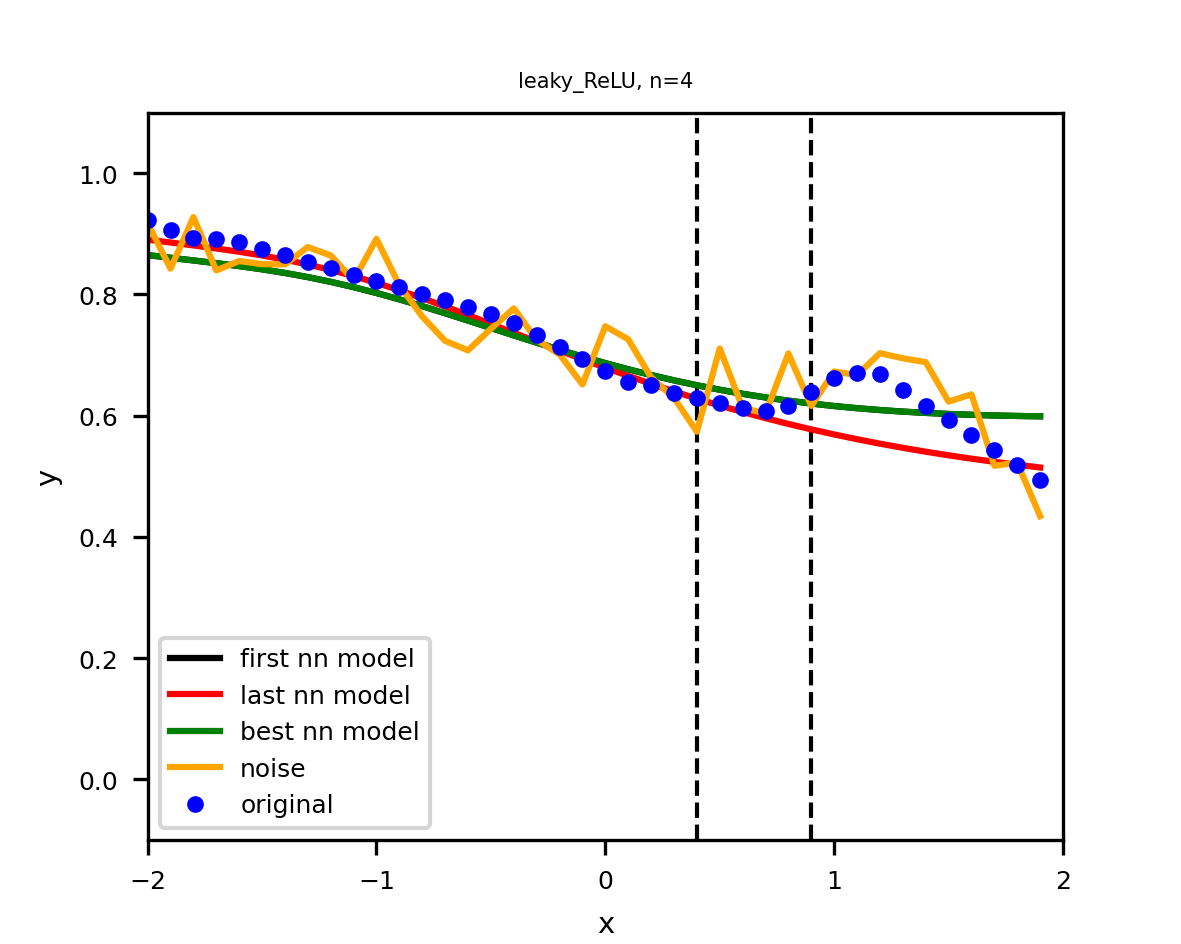 leaky_ReLU, n=4
1.0
0.8
0.6
0.4
0.2
0.0
y
first nn model
last nn model
best nn model
noise
original
−2
−1
0
1
2
x